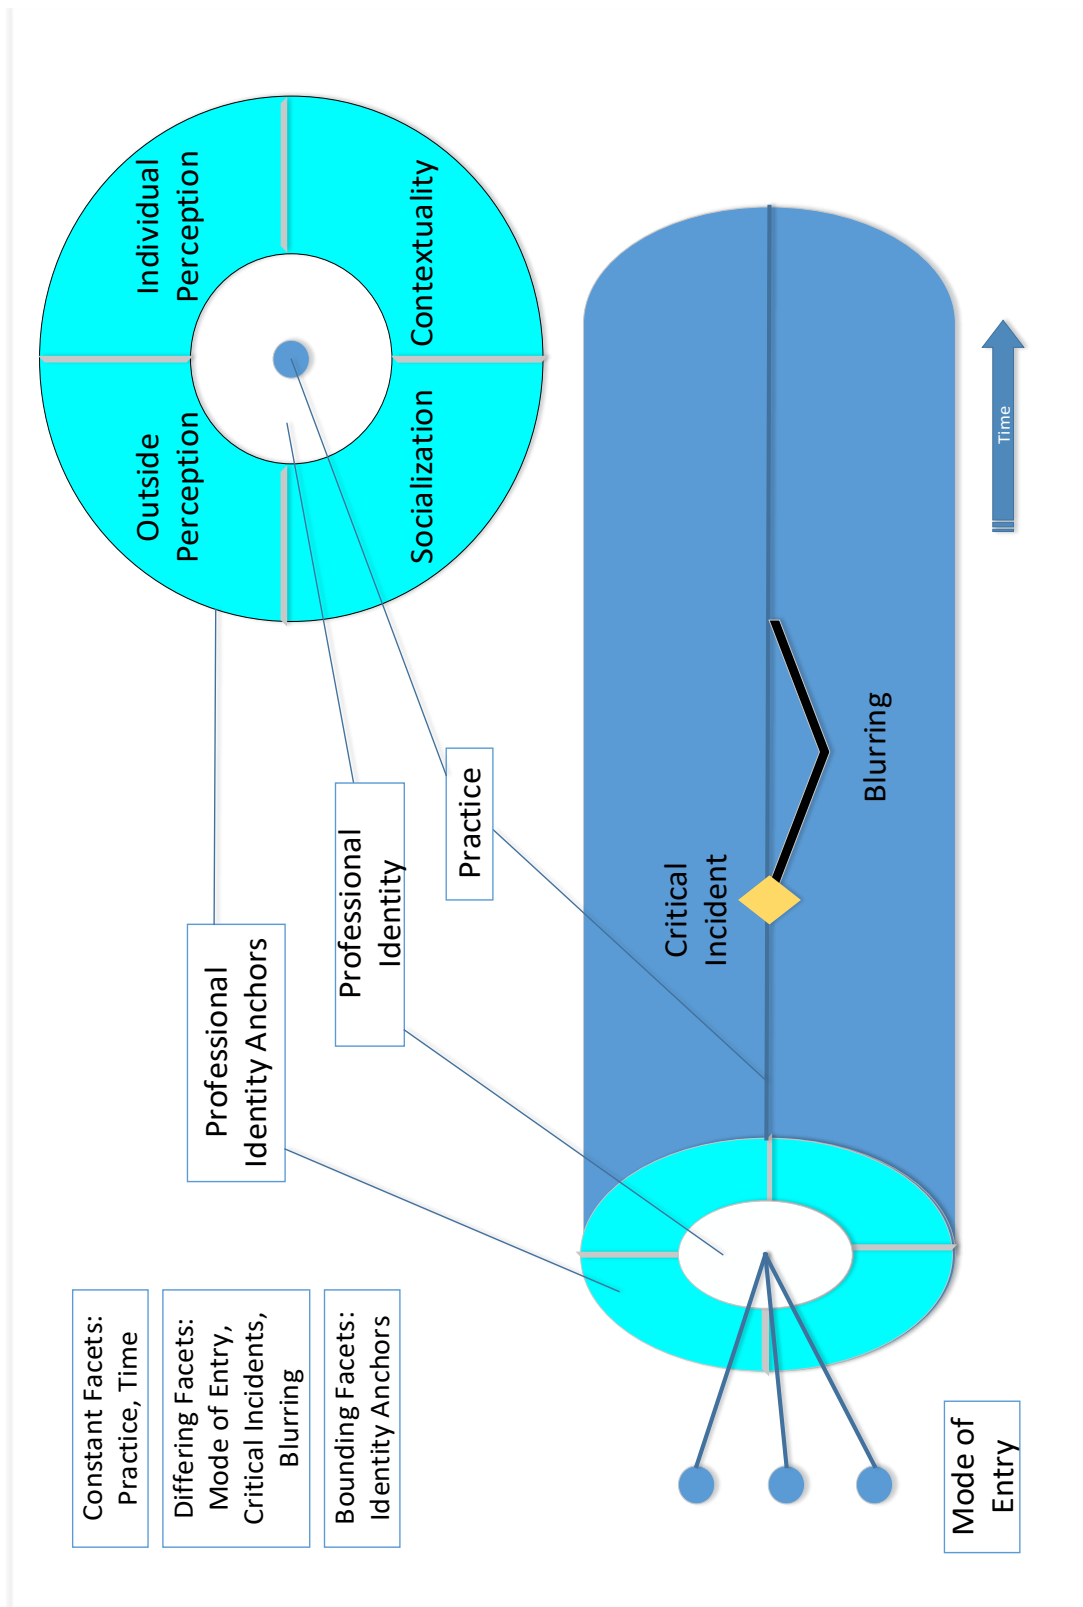 Constant Facets:
Practice, Time
Differing Facets:
Mode of Entry,
Critical Incidents,
Blurring
Bounding Facets:
Identity Anchors
Professional
Identity Anchors
Professional
Identity
Practice
Outside
Perception
Individual
Perception
Socialization
Contextuality
Critical
Incident
Blurring
Mode of
Entry
Time